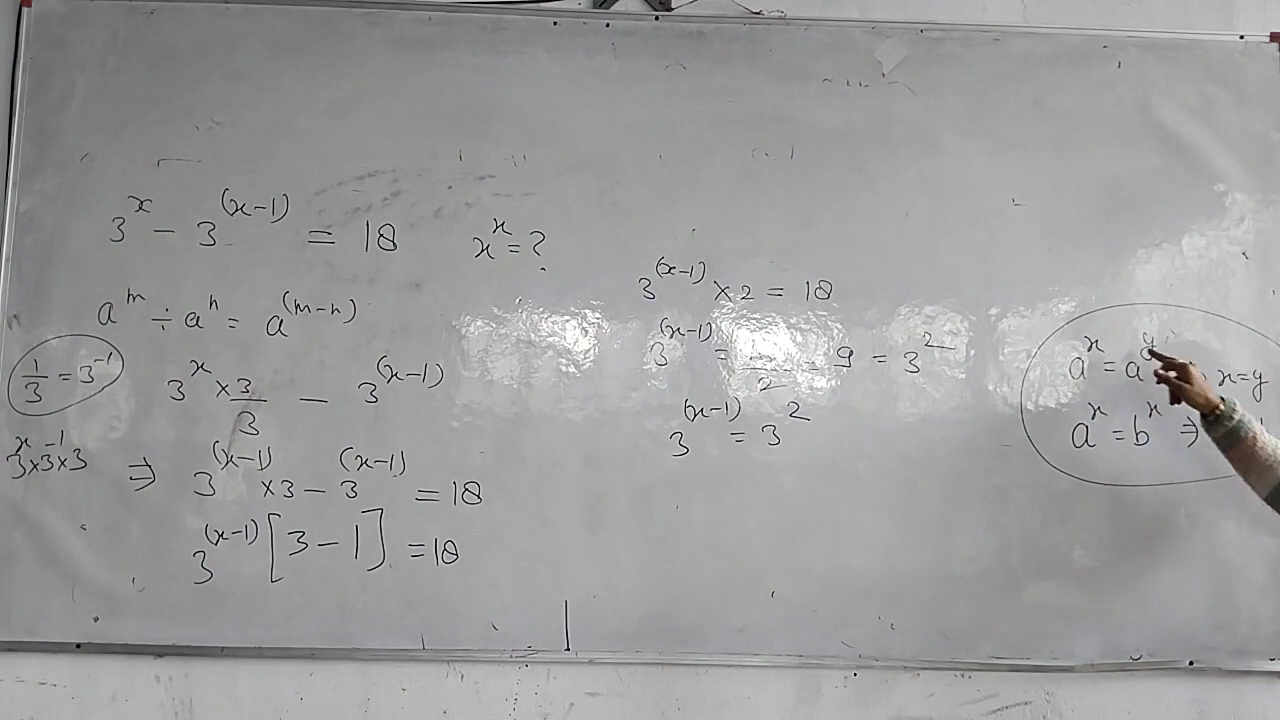 3^x - 3^(x-1) = 18    x^x = ?
a^m ÷ a^n = a^(m-n)
1/3 = 3^-1
3^x × 3/3 - 3^(x-1)
3^x × 3^-1 × 3
⇒ 3^(x-1) × 3 - 3^(x-1) = 18
3^(x-1) [3 - 1] = 18
3^(x-1) × 2 = 18
3^(x-1) = 9 = 3^2
2
3^(x-1) = 3^2
a^x = a^y x = y
a^x = b^x ⇒